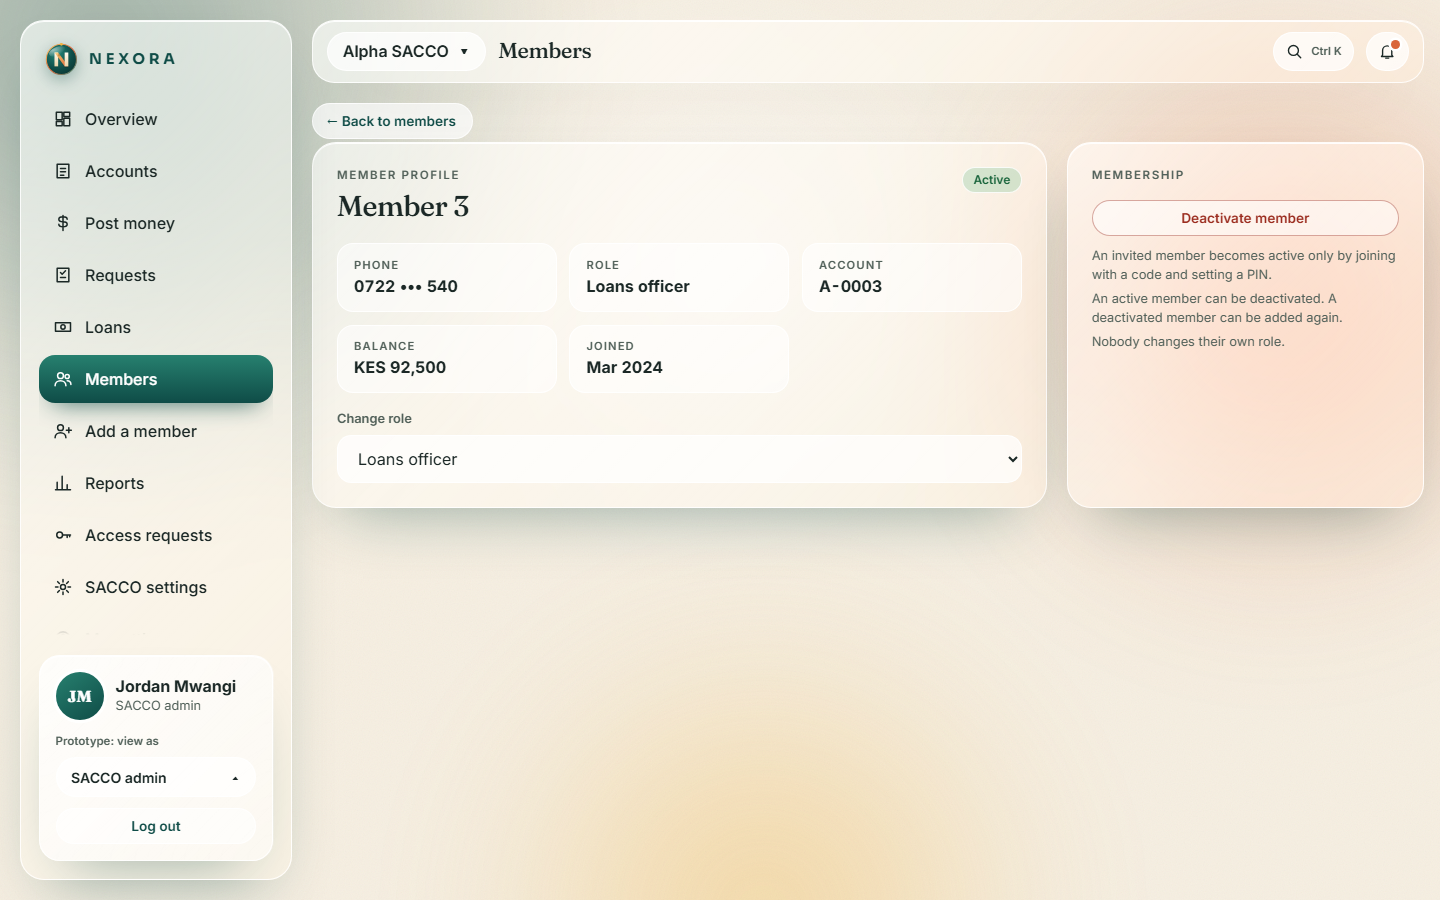 NEXORA
Overview
Accounts
Post money
Requests
Loans
Members
Add a member
Reports
Access requests
SACCO settings
JM
Jordan Mwangi
SACCO admin
Prototype: view as
SACCO admin
Log out
Alpha SACCO
Members
Ctrl K
← Back to members
MEMBER PROFILE
Active
Member 3
PHONE
0722 ••• 540
ROLE
Loans officer
ACCOUNT
A-0003
BALANCE
KES 92,500
JOINED
Mar 2024
Change role
Loans officer
MEMBERSHIP
Deactivate member
An invited member becomes active only by joining
with a code and setting a PIN.
An active member can be deactivated. A
deactivated member can be added again.
Nobody changes their own role.